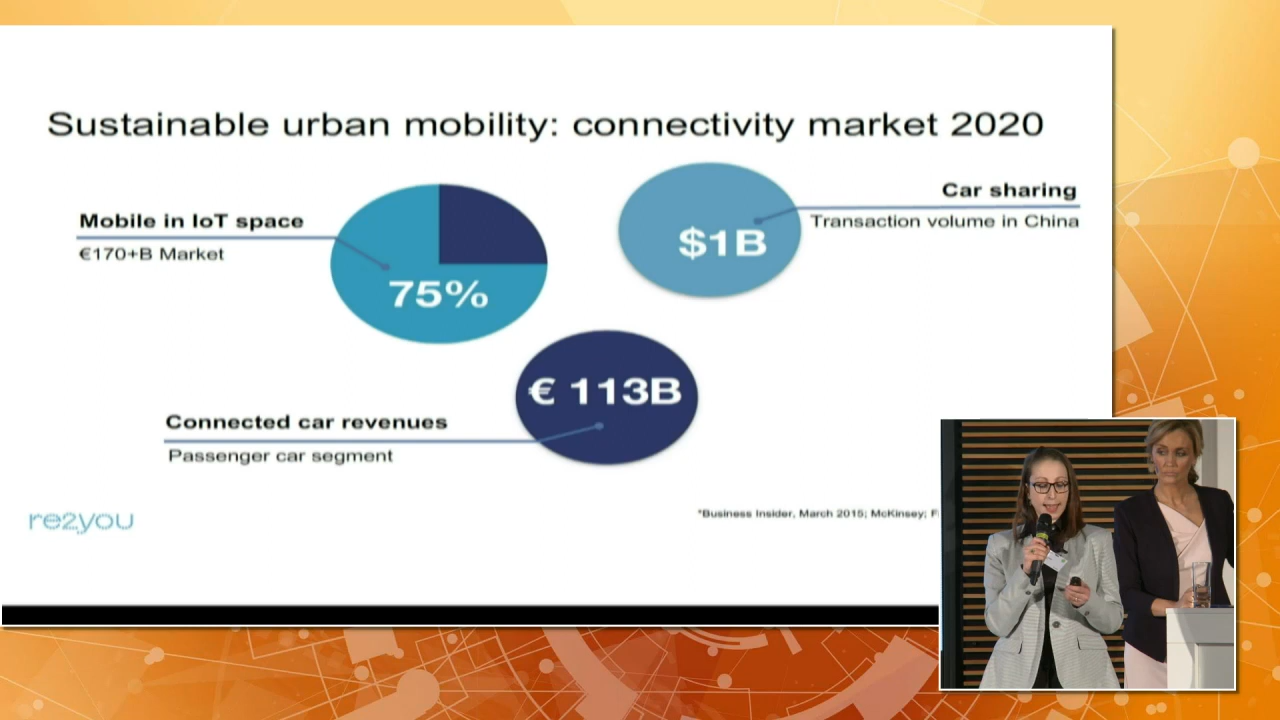 Sustainable urban mobility: connectivity market 2020
Mobile in IoT space
€170+B Market
75%
$1B
Car sharing
Transaction volume in China
€ 113B
Connected car revenues
Passenger car segment
re2you
*Business Insider, March 2015; McKinsey;